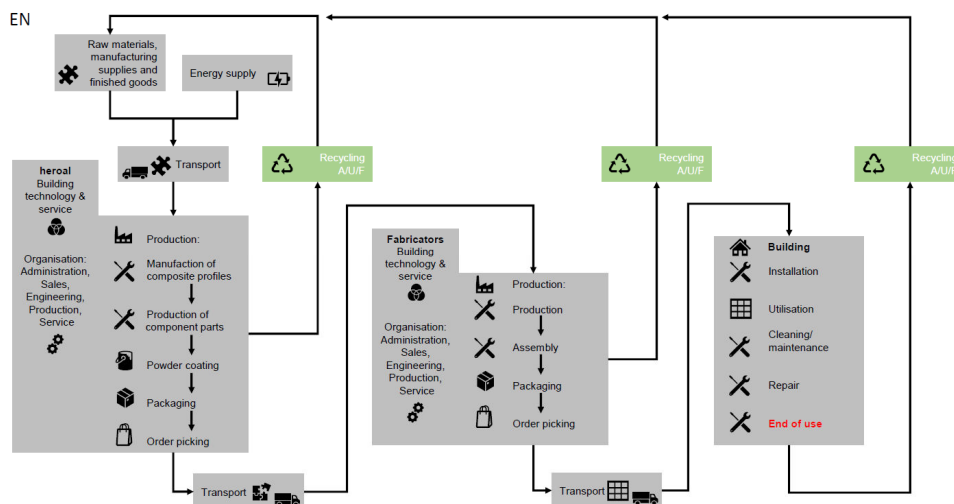 EN
Raw materials,
manufacturing
supplies and
finished goods
Energy supply
Transport
Recycling
A/U/F
Recycling
A/U/F
Recycling
A/U/F
heroal
Building
technology &
service
Organisation:
Administration,
Sales,
Engineering,
Production,
Service
Production:
Manufaction of
composite profiles
Production of
component parts
Powder coating
Packaging
Order picking
Transport
Fabricators
Building
technology &
service
Organisation:
Administration,
Sales,
Engineering,
Production,
Service
Production:
Production
Assembly
Packaging
Order picking
Transport
Building
Installation
Utilisation
Cleaning/
maintenance
Repair
End of use